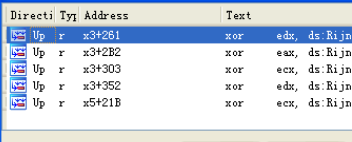 Directi Typ Address Text
Up r x3+261 xor edx, ds:Rijn
Up r x3+2B2 xor eax, ds:Rijn
Up r x3+303 xor ecx, ds:Rijn
Up r x3+352 xor edx, ds:Rijn
Up r x5+21B xor ecx, ds:Rijn